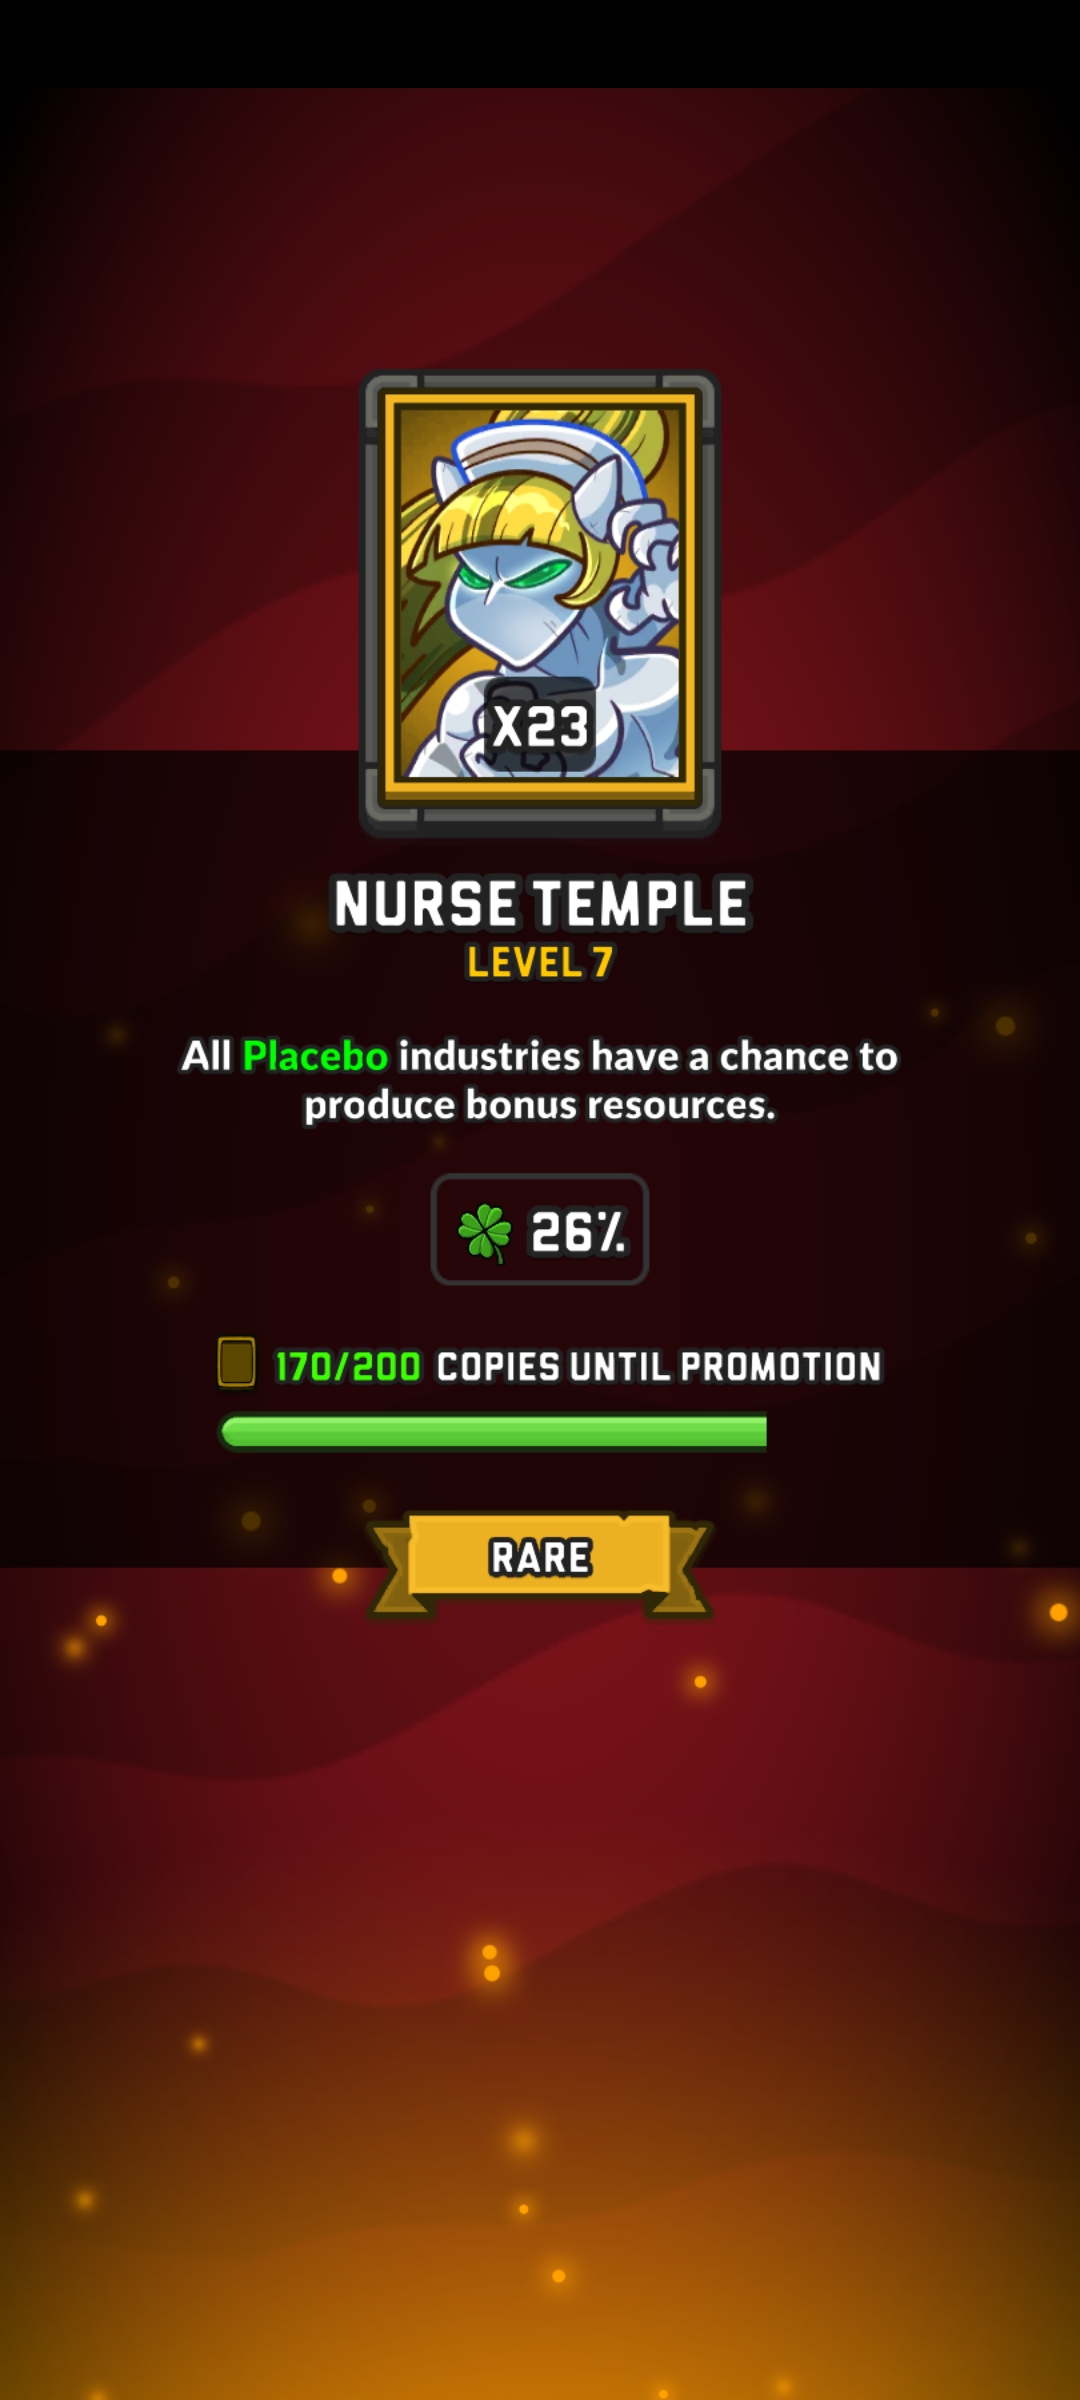 X23
NURSE TEMPLE
LEVEL 7
All Placebo industries have a chance to
produce bonus resources.
26%
170/200 COPIES UNTIL PROMOTION
RARE